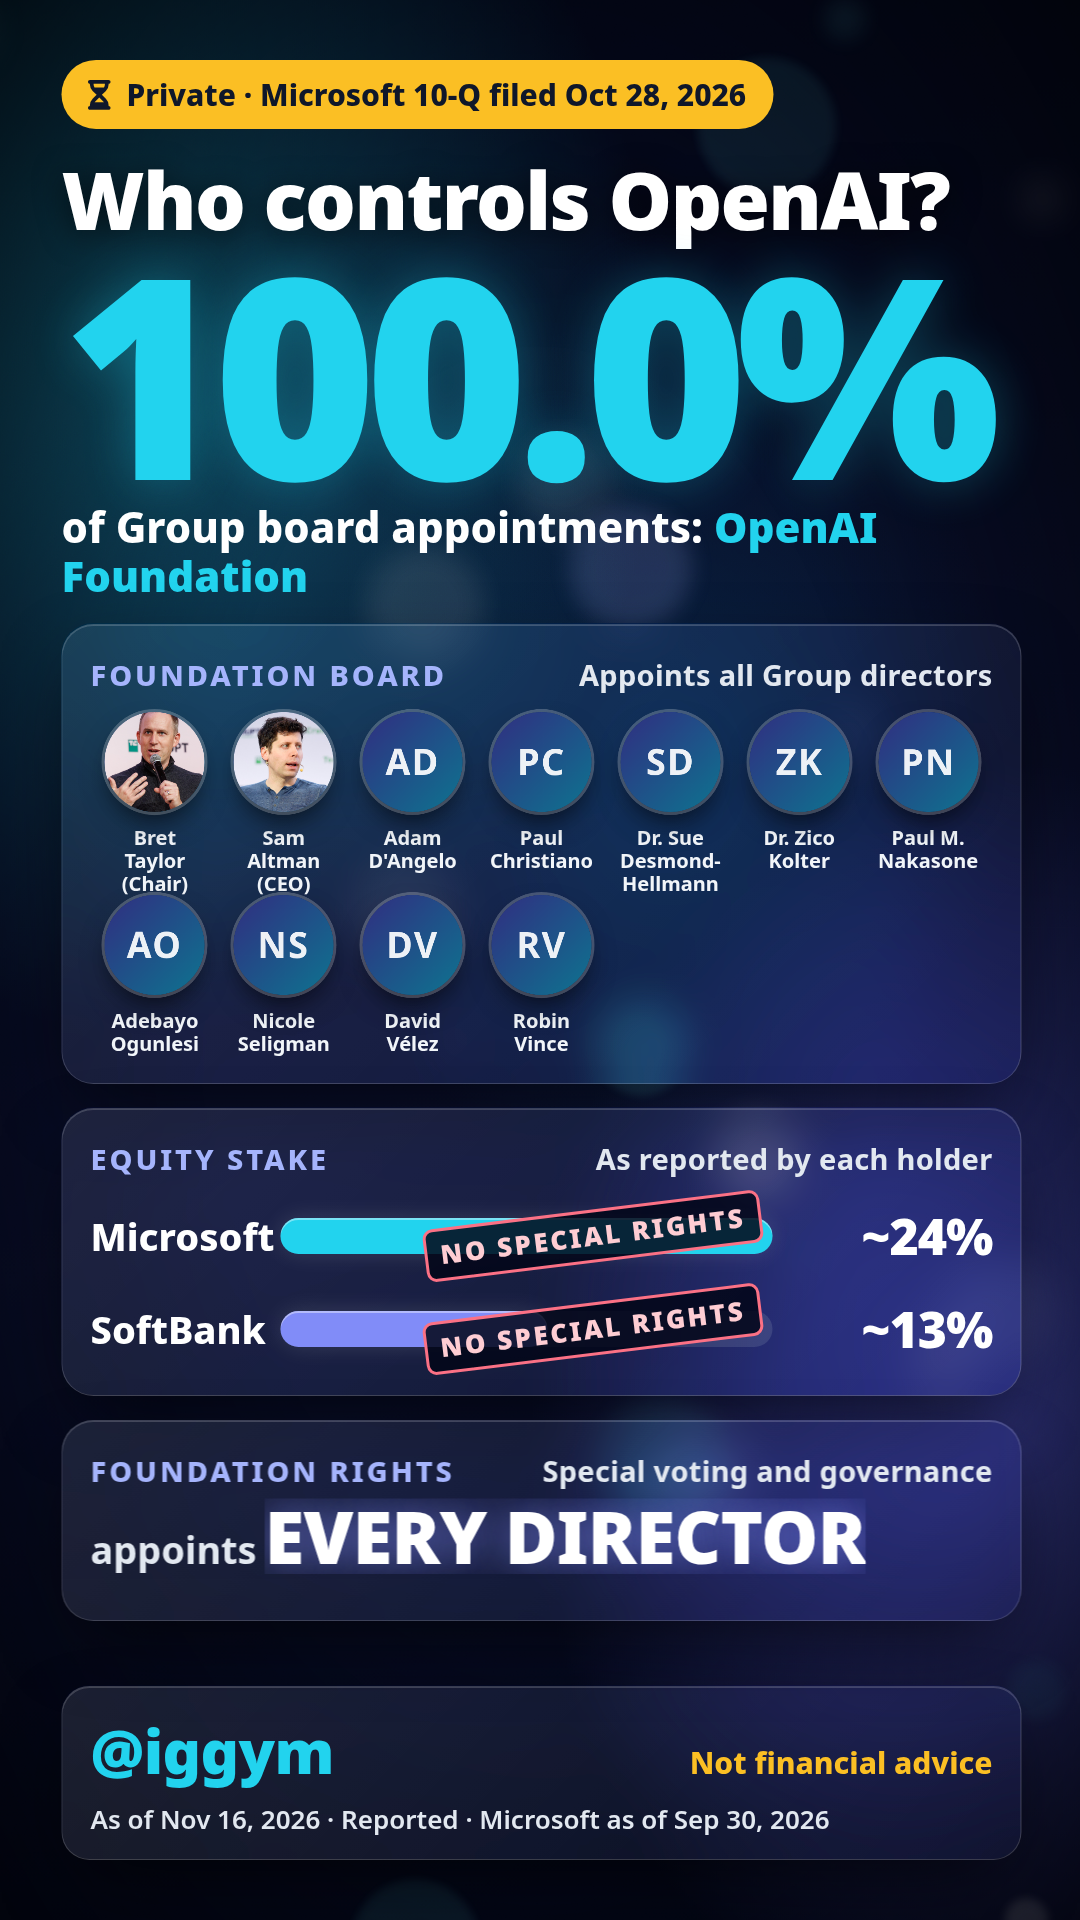 Private · Microsoft 10-Q filed Oct 28, 2026
Who controls OpenAI?
100.0%
of Group board appointments: OpenAI
Foundation
FOUNDATION BOARD
Appoints all Group directors
AD
PC
SD
ZK
PN
Bret
Taylor
(Chair)
Sam
Altman
(CEO)
Adam
D'Angelo
Paul
Christiano
Dr. Sue
Desmond-
Hellmann
Dr. Zico
Kolter
Paul M.
Nakasone
AO
NS
DV
RV
Adebayo
Ogunlesi
Nicole
Seligman
David
Vélez
Robin
Vince
EQUITY STAKE
As reported by each holder
Microsoft
NO SPECIAL RIGHTS
~24%
SoftBank
NO SPECIAL RIGHTS
~13%
FOUNDATION RIGHTS
Special voting and governance
appoints EVERY DIRECTOR
@iggym
Not financial advice
As of Nov 16, 2026 · Reported · Microsoft as of Sep 30, 2026